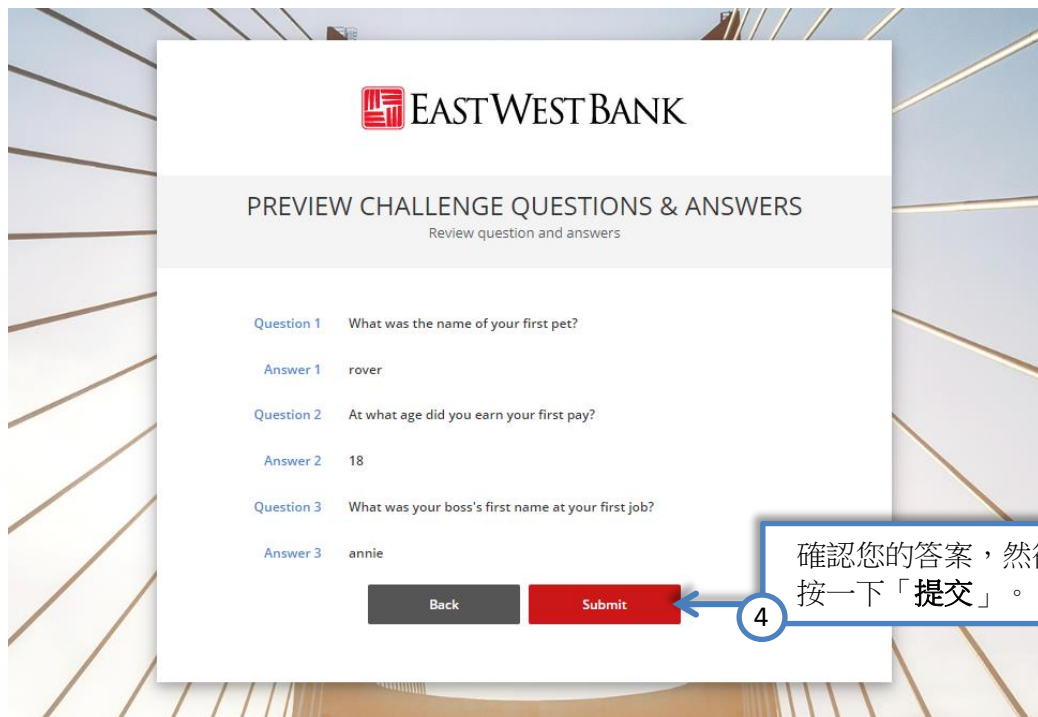 EAST WEST BANK
PREVIEW CHALLENGE QUESTIONS & ANSWERS
Review question and answers
Question 1 What was the name of your first pet?
Answer 1 rover
Question 2 At what age did you earn your first pay?
Answer 2 18
Question 3 What was your boss's first name at your first job?
Answer 3 annie
Back Submit
4
確認您的答案，然
按一下「提交」。